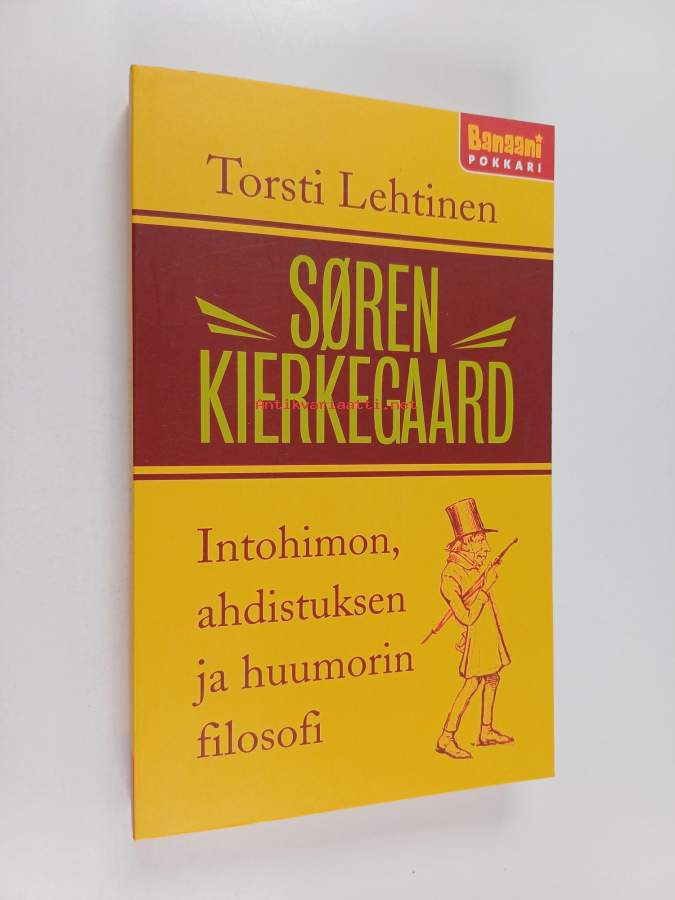 Banaani
POKKARI
Torsti Lehtinen
SØREN
KIERKEGAARD
Antikvariaatti.net
Intohimon,
ahdistuksen
ja huumorin
filosofi